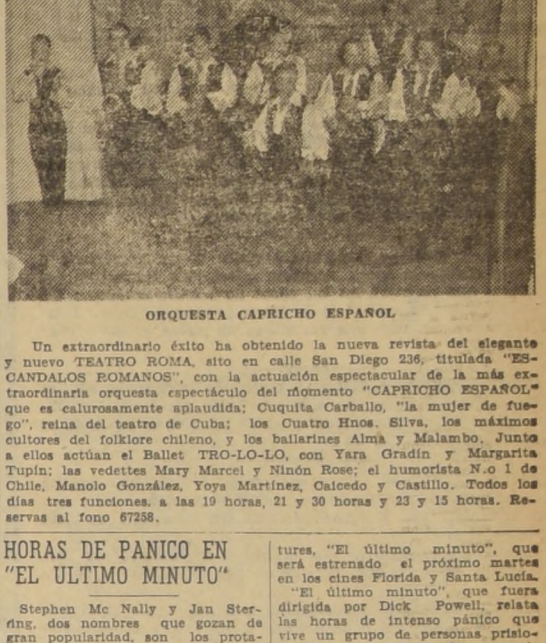 ORQUESTA CAPRICHO ESPAÑOL
Un extraordinario éxito ha obtenido la nueva revista del elegante
y nuevo TEATRO ROMA, sito en calle San Diego 236, titulada "ES-
CANDALOS ROMANOS", con la actuación espectacular de la más ex-
traordinaria orquesta espectáculo del momento "CAPRICHO ESPAÑOL"
que es calurosamente aplaudida; Cuquita Carballo, "la mujer de fue-
go", reina del teatro de Cuba; los Cuatro Hnos. Silva, los máximos
cultores del folklore chileno, y los bailarines Alma y Malambo. Junto
a ellos actúan el Ballet TRO-LO-LO, con Yara Gradin y Margarita
Tupin; las vedettes Mary Marcel y Ninón Rose; el humorista N.o 1 de
Chile, Manolo González, Yoya Martínez, Caicedo y Castillo. Todos los
días tres funciones, a las 19 horas, 21 y 30 horas y 23 y 15 horas. Re-
servas al fono 67258.
HORAS DE PANICO EN
"EL ULTIMO MINUTO"
Stephen Mc Nally y Jan Ster-
ling, dos nombres que gozan de
gran popularidad, son los prota-
tures, "El último minuto", que
será estrenado el próximo martes
en los cines Florida y Santa Lucía.
"El último minuto", que fuera
dirigida por Dick Powell, relata
las horas de intenso pánico que
vive un grupo de personas prisio-